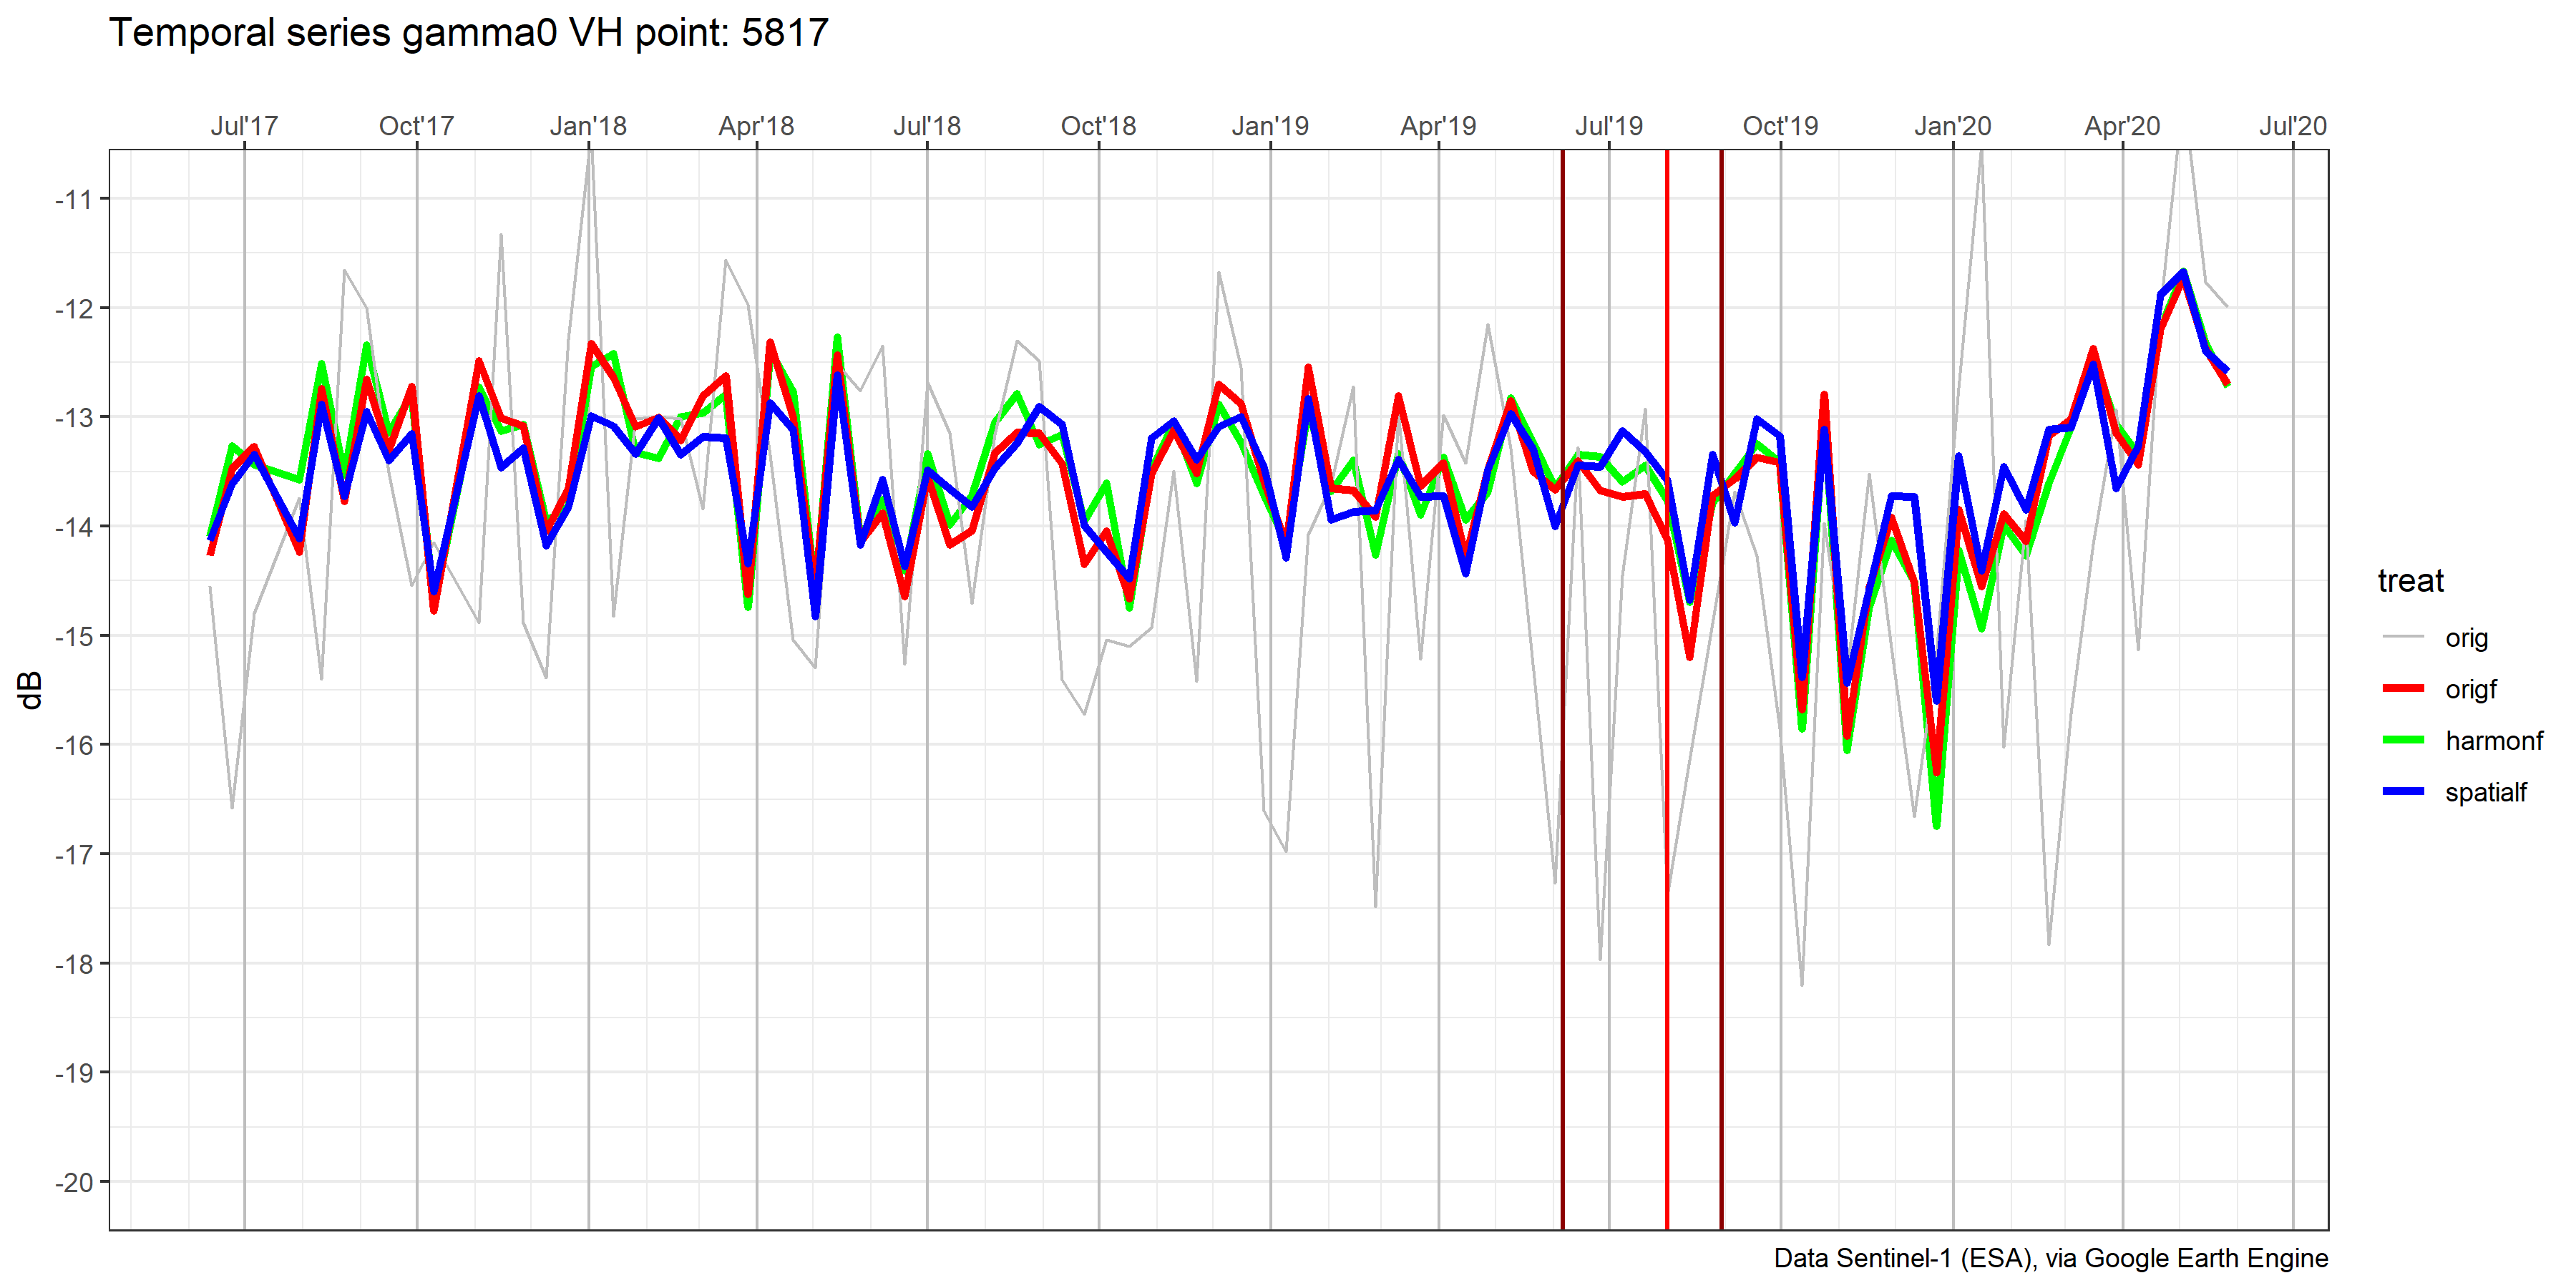 Temporal series gamma0 VH point: 5817
Jul'17 Oct'17 Jan'18 Apr'18 Jul'18 Oct'18 Jan'19 Apr'19 Jul'19 Oct'19 Jan'20 Apr'20 Jul'20
-11
-12
-13
-14
-15
-16
-17
-18
-19
-20
dB
treat
orig
origf
harmonf
spatialf
Data Sentinel-1 (ESA), via Google Earth Engine